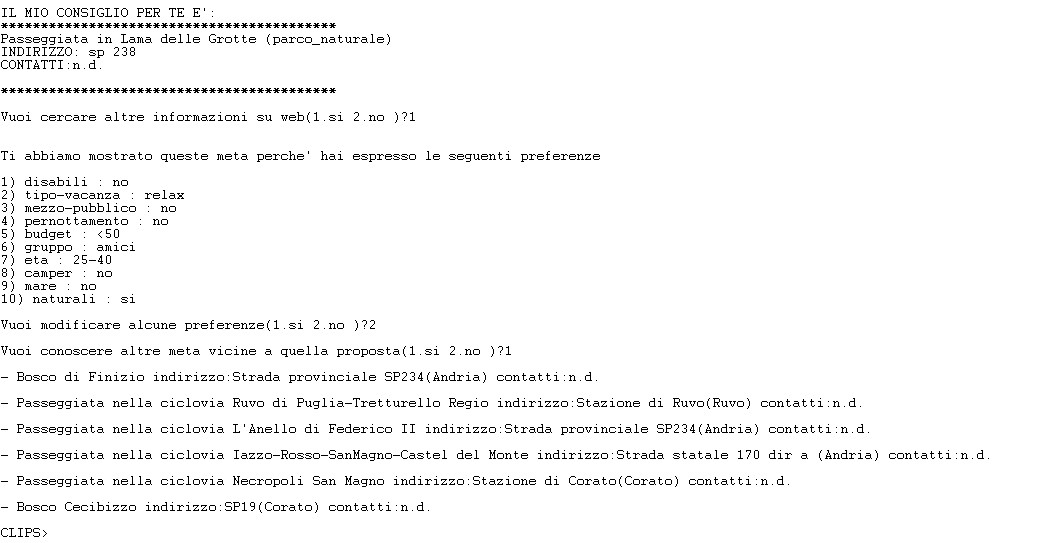 IL MIO CONSIGLIO PER TE E':
******************************************
Passeggiata in Lama delle Grotte (parco_naturale)
INDIRIZZO: sp 238
CONTATTI:n.d.
******************************************
Vuoi cercare altre informazioni su web(1.si 2.no )?1
Ti abbiamo mostrato queste meta perche' hai espresso le seguenti preferenze
1) disabili : no
2) tipo-vacanza : relax
3) mezzo-pubblico : no
4) pernottamento : no
5) budget : <50
6) gruppo : amici
7) eta : 25-40
8) camper : no
9) mare : no
10) naturali : si
Vuoi modificare alcune preferenze(1.si 2.no )?2
Vuoi conoscere altre meta vicine a quella proposta(1.si 2.no )?1
- Bosco di Finizio indirizzo:Strada provinciale SP234(Andria) contatti:n.d.
- Passeggiata nella ciclovia Ruvo di Puglia-Tretturello Regio indirizzo:Stazione di Ruvo(Ruvo) contatti:n.d.
- Passeggiata nella ciclovia L'Anello di Federico II indirizzo:Strada provinciale SP234(Andria) contatti:n.d.
- Passeggiata nella ciclovia Iazzo-Rosso-SanMagno-Castel del Monte indirizzo:Strada statale 170 dir a (Andria) contatti:n.d.
- Passeggiata nella ciclovia Necropoli San Magno indirizzo:Stazione di Corato(Corato) contatti:n.d.
- Bosco Cecibizzo indirizzo:SP19(Corato) contatti:n.d.
CLIPS>